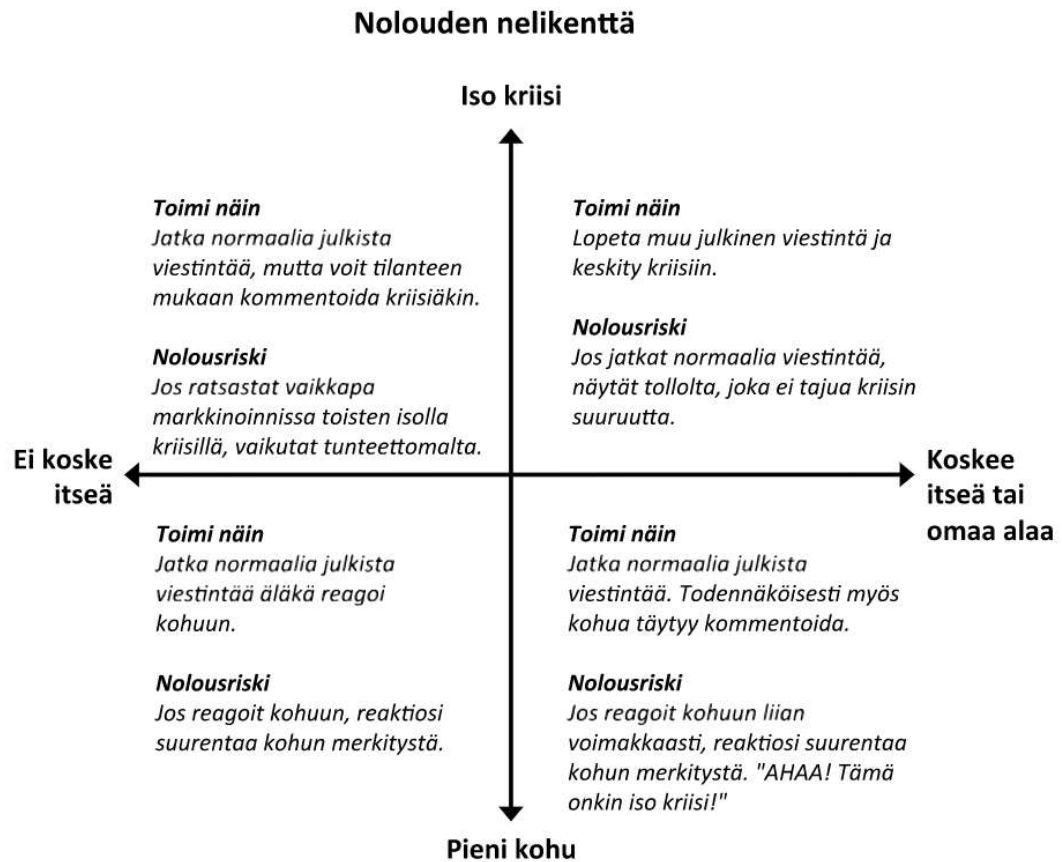 Nolouden nelikenttä
Iso kriisi
Toimi näin
Jatka normaalia julkista
viestintää, mutta voit tilanteen
mukaan kommentoida kriisiäkin.
Nolousriski
Jos ratsastat vaikkapa
markkinoinnissa toisten isolla
kriisillä, vaikutat tunteettomalta.
Toimi näin
Lopeta muu julkinen viestintä ja
keskity kriisiin.
Nolousriski
Jos jatkat normaalia viestintää,
näytät tollolta, joka ei tajua kriisin
suuruutta.
Ei koske
itseä
Koskee
itseä tai
omaa alaa
Toimi näin
Jatka normaalia julkista
viestintää äläkä reagoi
kohuun.
Nolousriski
Jos reagoit kohuun, reaktiosi
suurentaa kohun merkitystä.
Toimi näin
Jatka normaalia julkista
viestintää. Todennäköisesti myös
kohua täytyy kommentoida.
Nolousriski
Jos reagoit kohuun liian
voimakkaasti, reaktiosi suurentaa
kohun merkitystä. "AHAA! Tämä
onkin iso kriisi!"
Pieni kohu